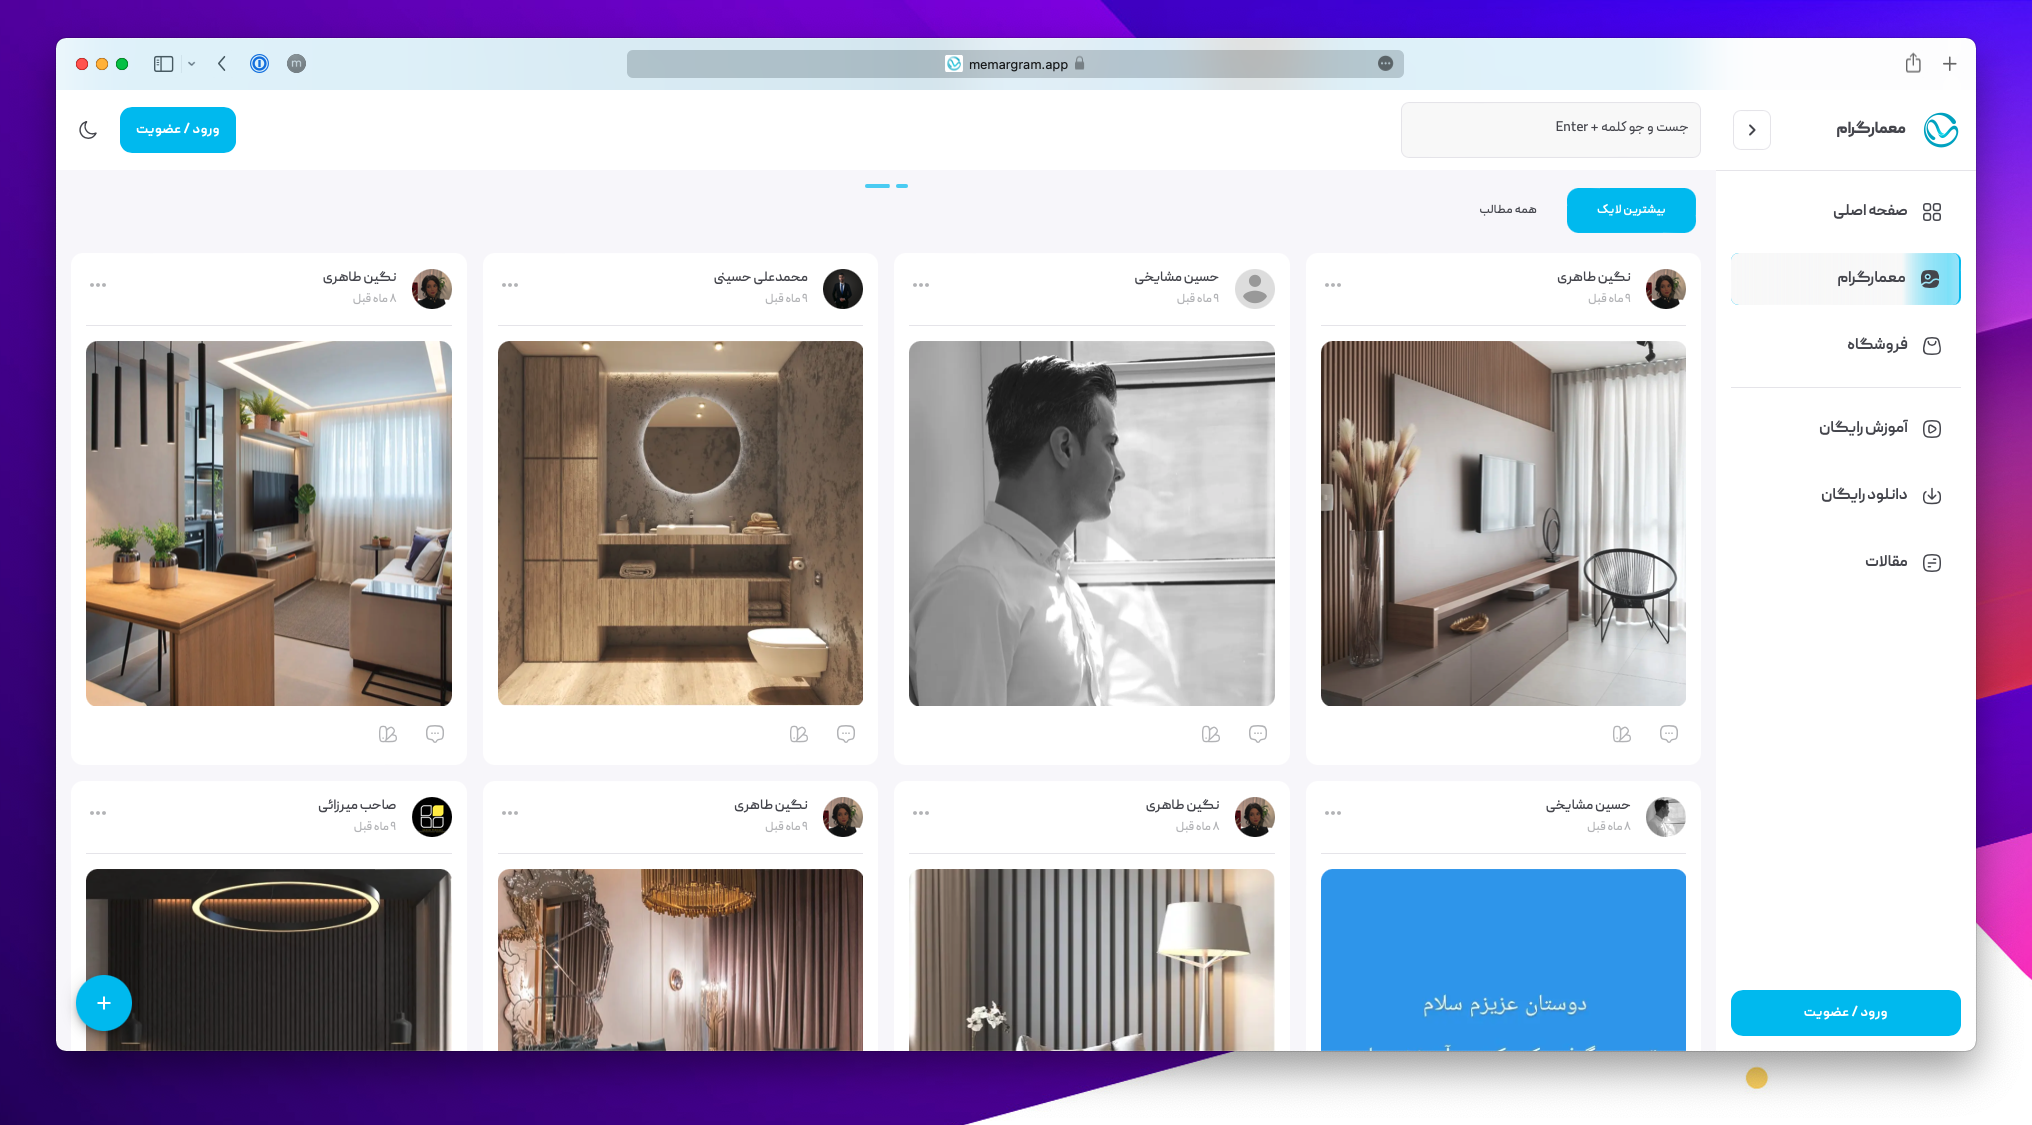 m
memargram.app
معمارگرام
جست و جو کلمه + Enter
ورود / عضویت
صفحه اصلی
معمارگرام
فروشگاه
آموزش رایگان
دانلود رایگان
مقالات
ورود / عضویت
بیشترین لایک
همه مطالب
نگین طاهری
۹ ماه قبل
حسین مشایخی
۹ ماه قبل
محمدعلی حسینی
۹ ماه قبل
نگین طاهری
۸ ماه قبل
حسین مشایخی
۸ ماه قبل
دوستان عزیزم سلام
نگین طاهری
۸ ماه قبل
نگین طاهری
۹ ماه قبل
صاحب میرزائی
۹ ماه قبل